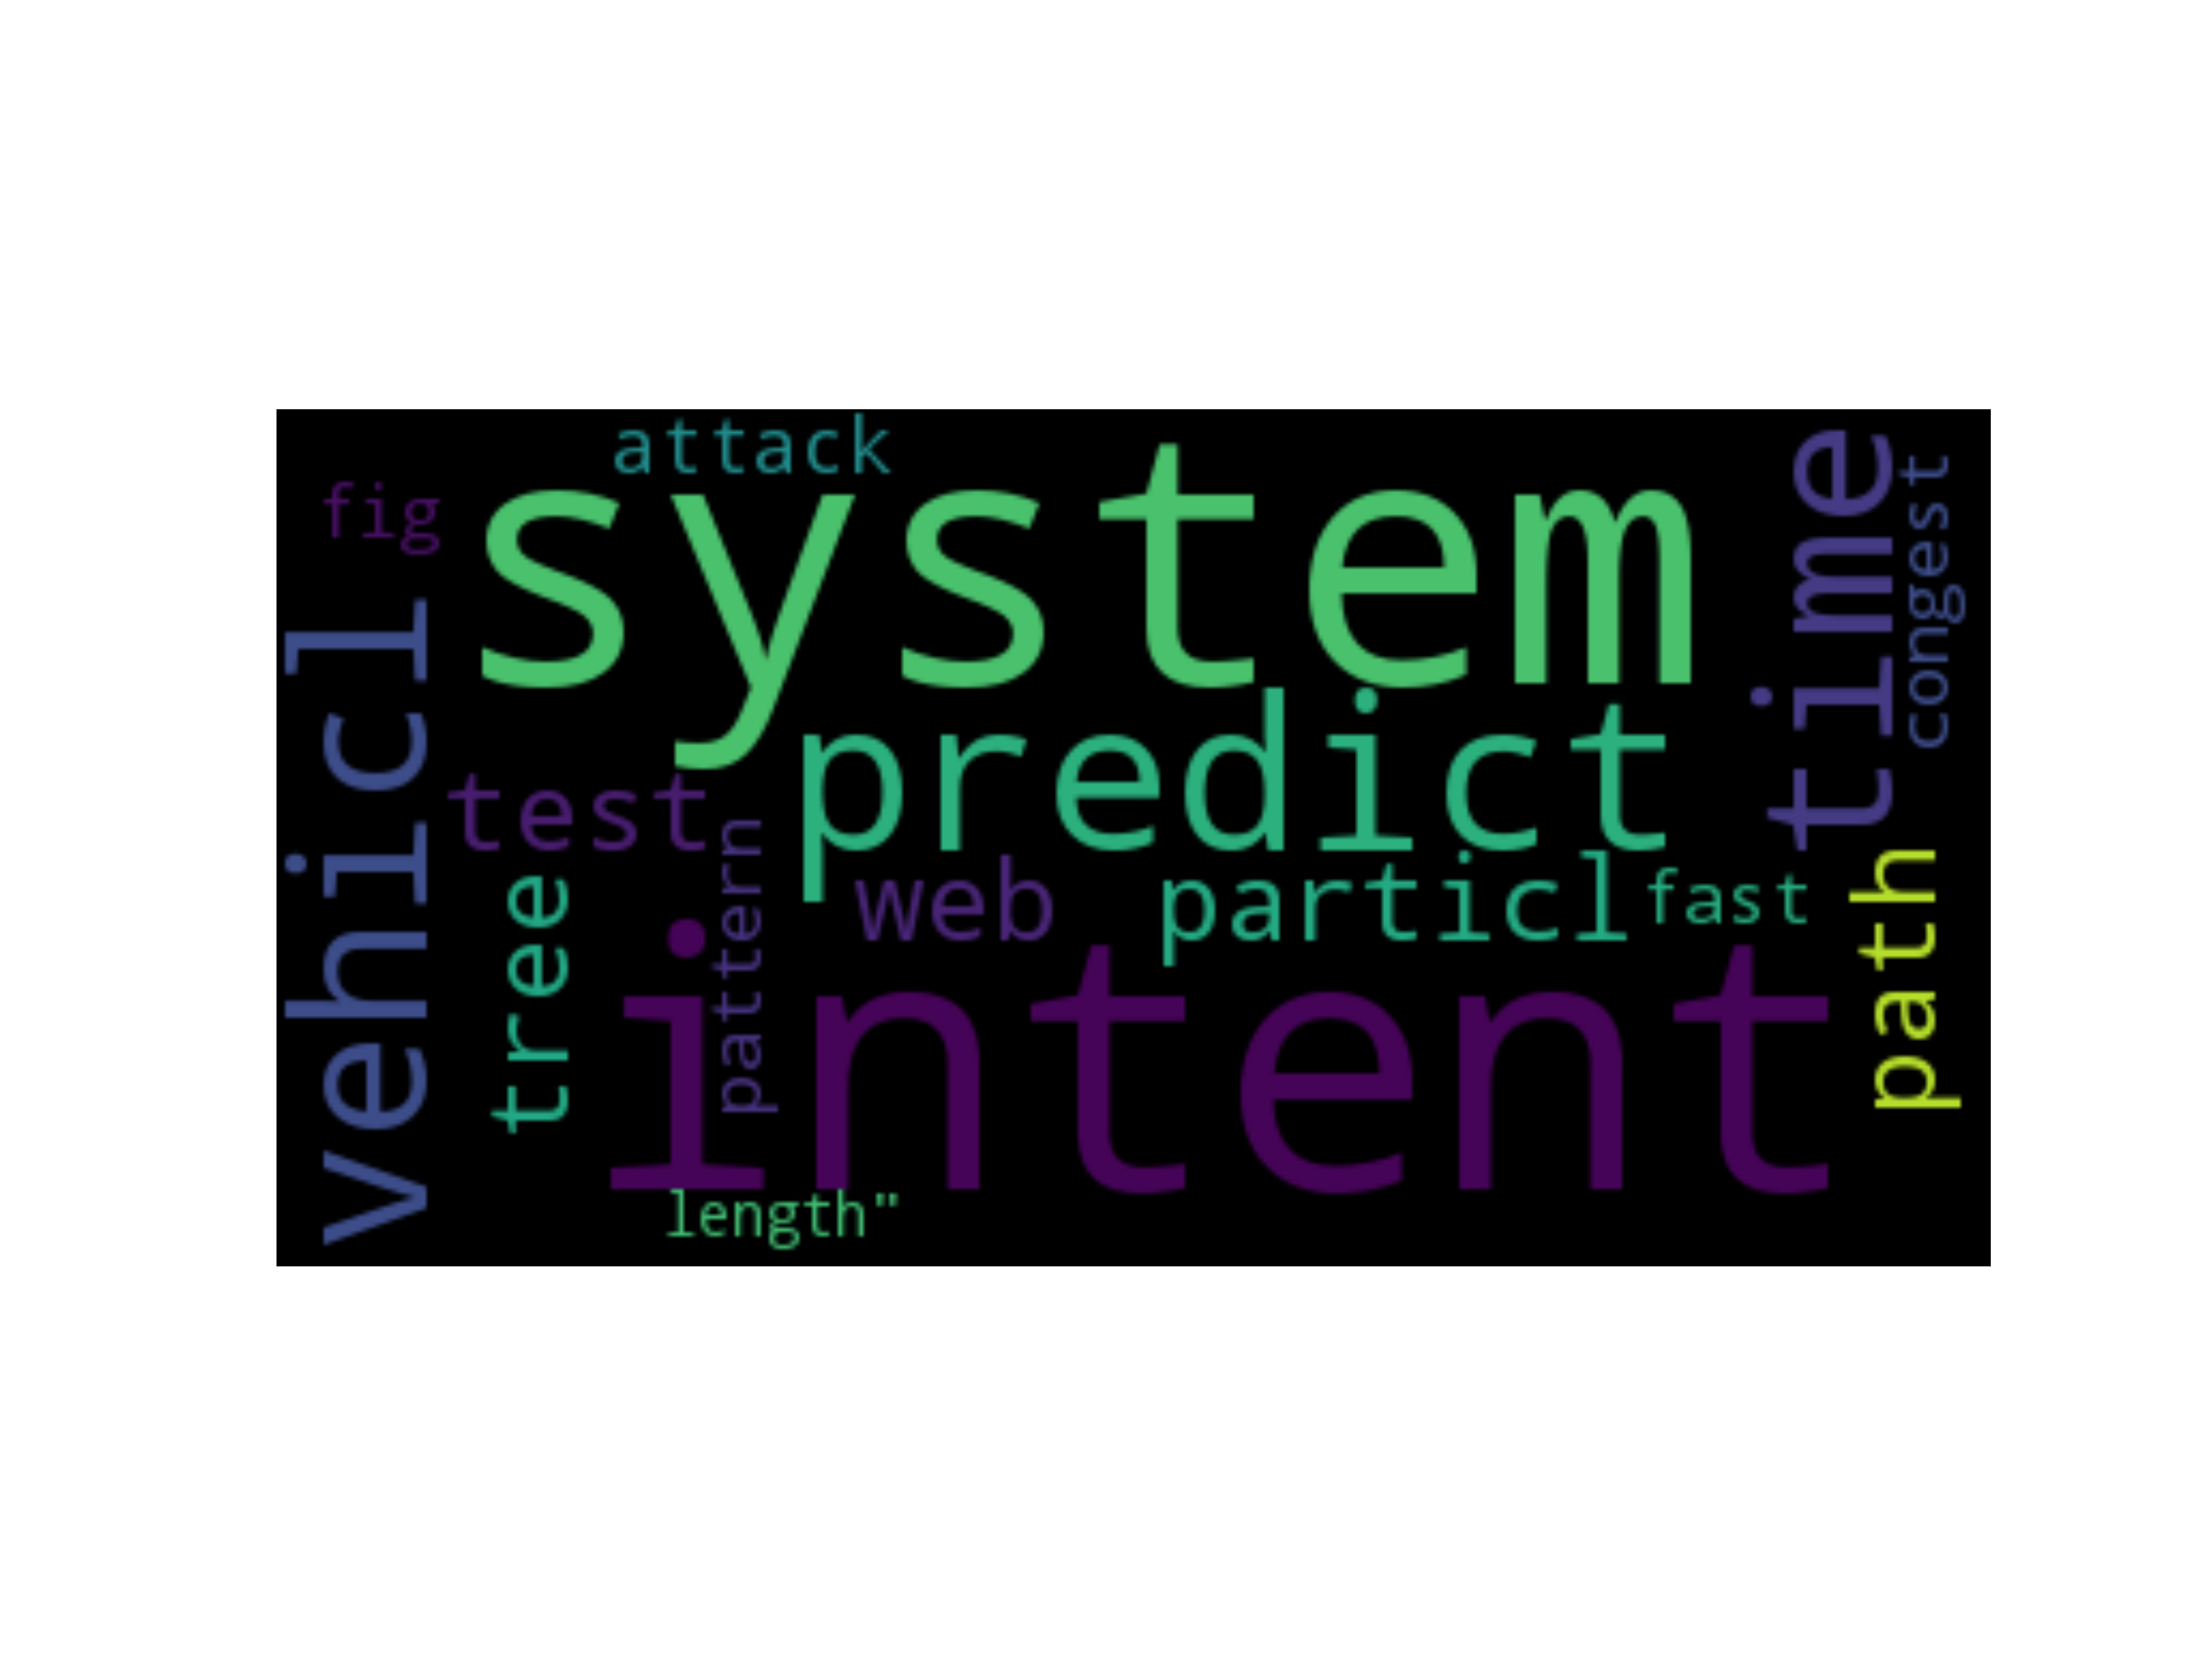 attack
fig
system
time
congest
vehicl
predict
test
pattern
web
particl
fast
path
tree
intent
length"